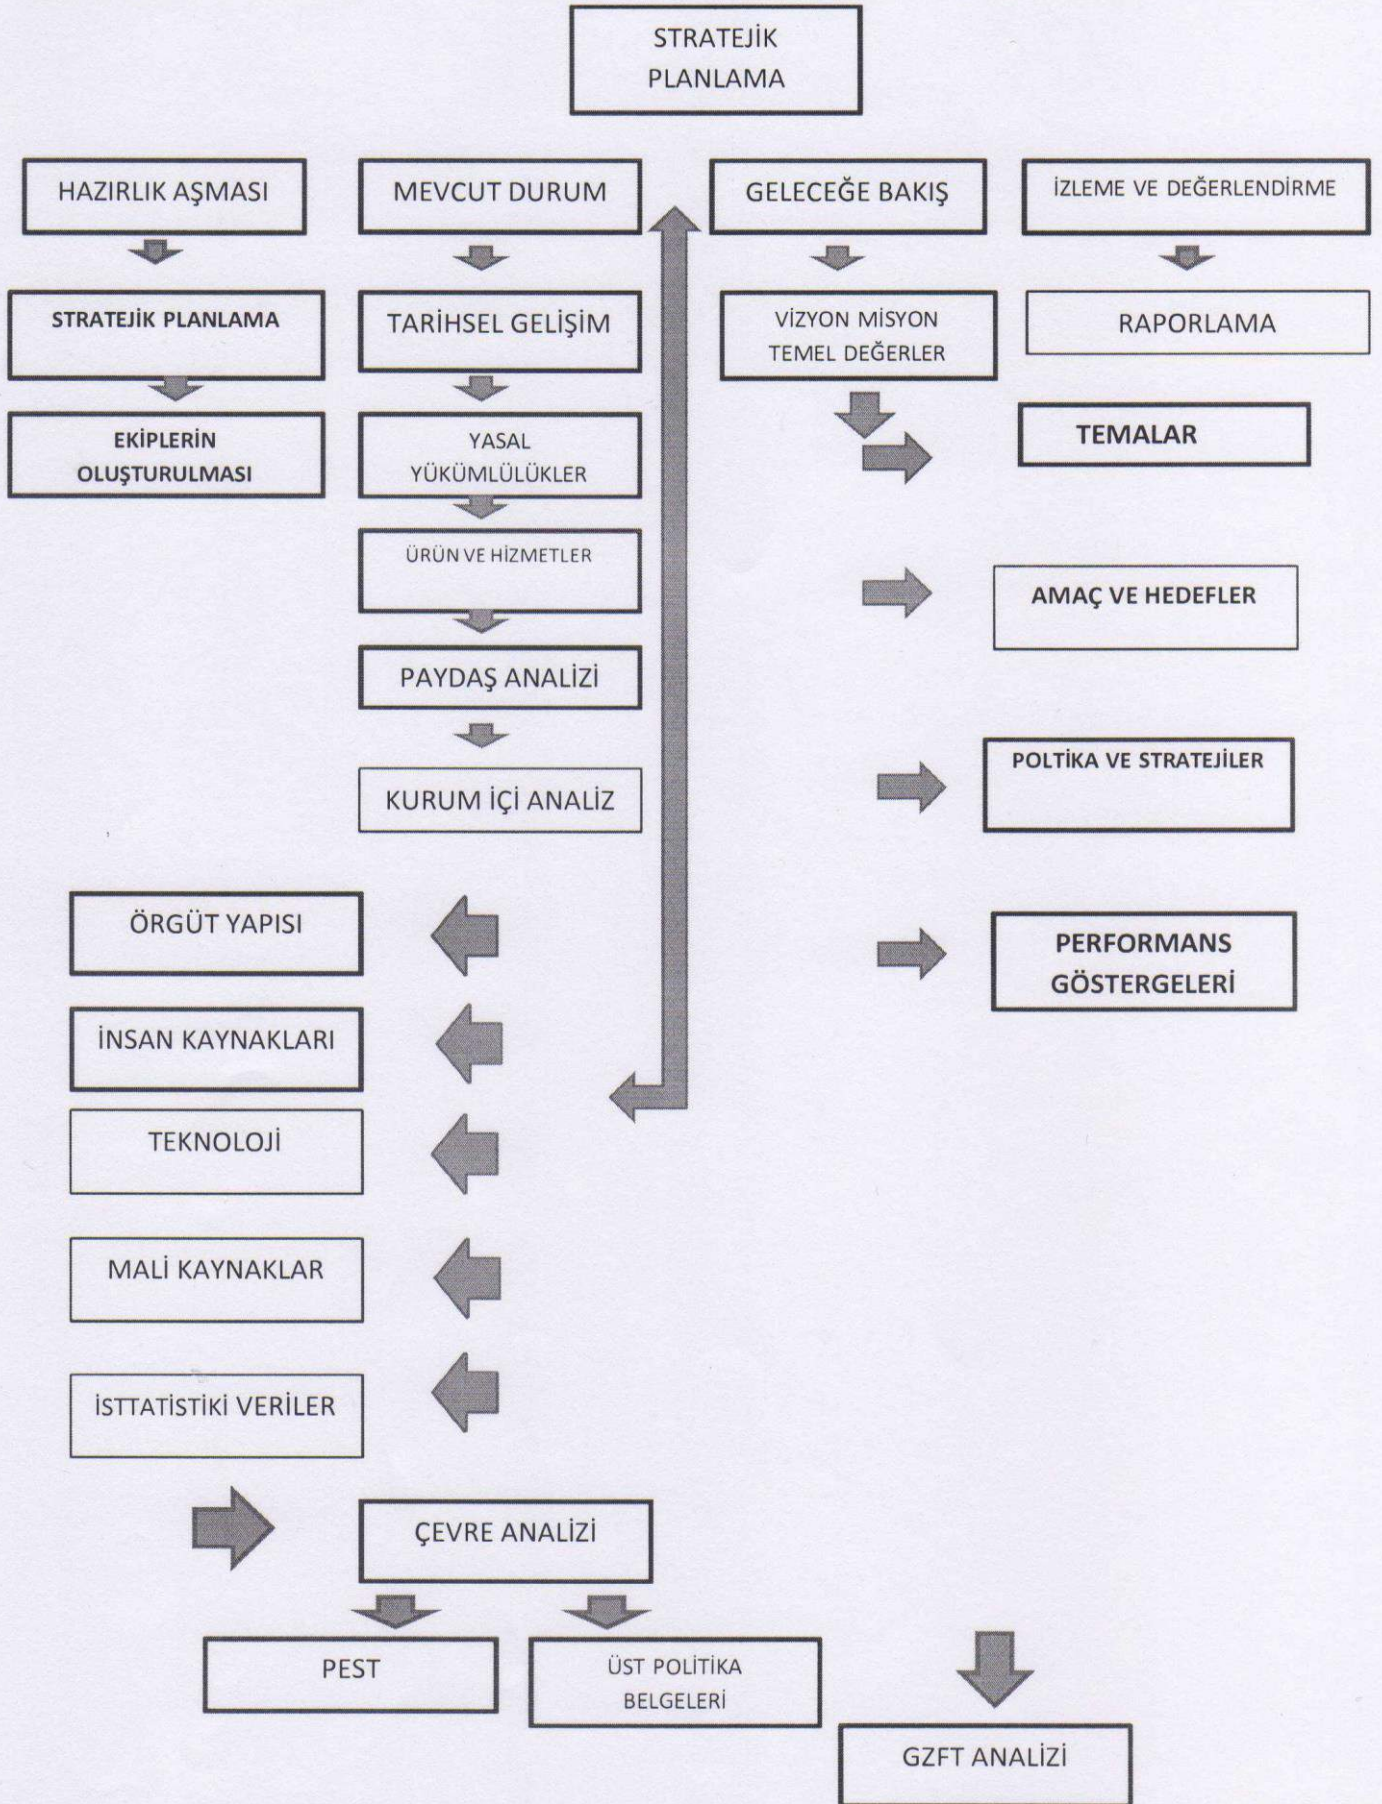 STRATEJİK
PLANLAMA
HAZIRLIK AŞMASI
MEVCUT DURUM
GELECEĞE BAKIŞ
İZLEME VE DEĞERLENDİRME
STRATEJİK PLANLAMA
TARİHSEL GELİŞİM
VİZYON MİSYON
TEMEL DEĞERLER
RAPORLAMA
EKİPLERİN
OLUŞTURULMASI
YASAL
YÜKÜMLÜLÜKLER
TEMALAR
ÜRÜN VE HİZMETLER
AMAÇ VE HEDEFLER
PAYDAŞ ANALİZİ
KURUM İÇİ ANALİZ
POLTİKA VE STRATEJİLER
ÖRGÜT YAPISI
PERFORMANS
GÖSTERGELERİ
İNSAN KAYNAKLARI
TEKNOLOJİ
MALİ KAYNAKLAR
İSTTATİSTİKİ VERİLER
ÇEVRE ANALİZİ
PEST
ÜST POLİTİKA
BELGELERİ
GZFT ANALİZİ